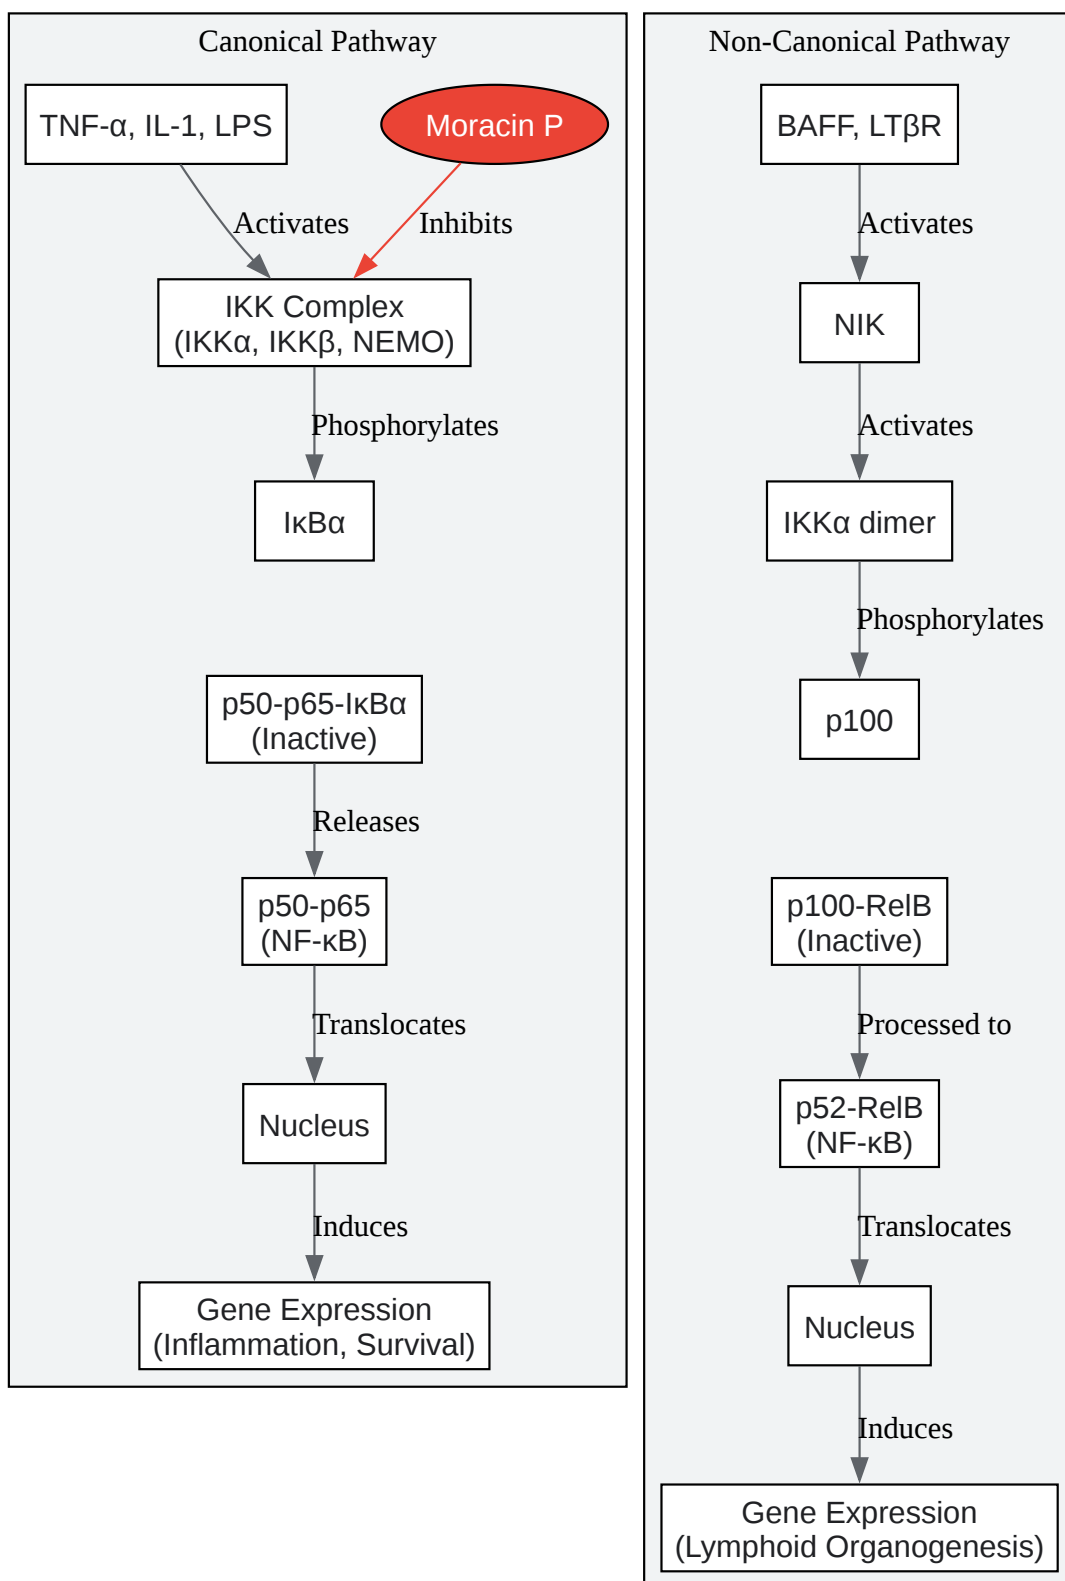 Canonical Pathway
TNF-α, IL-1, LPS
Moracin P
Activates
Inhibits
IKK Complex
(IKKα, IKKβ, NEMO)
Phosphorylates
IκBα
p50-p65-IκBα
(Inactive)
Releases
p50-p65
(NF-κB)
Translocates
Nucleus
Induces
Gene Expression
(Inflammation, Survival)
Non-Canonical Pathway
BAFF, LTβR
Activates
NIK
Activates
IKKα dimer
Phosphorylates
p100
p100-RelB
(Inactive)
Processed to
p52-RelB
(NF-κB)
Translocates
Nucleus
Induces
Gene Expression
(Lymphoid Organogenesis)